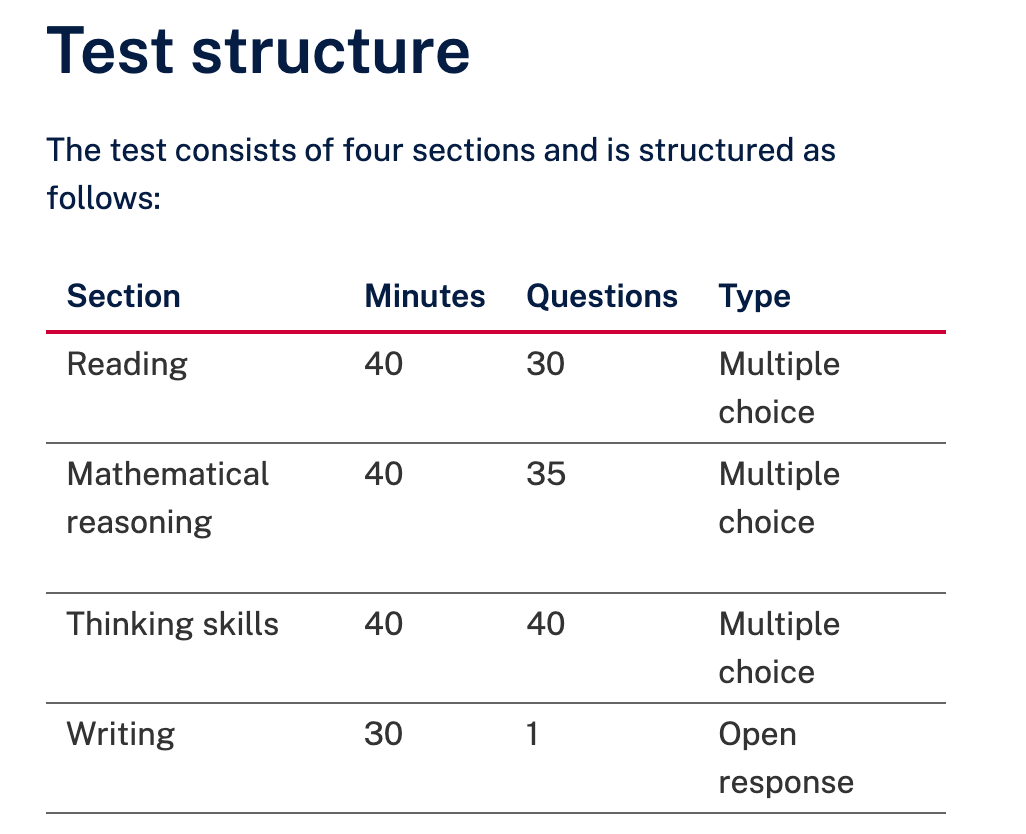 Test structure
The test consists of four sections and is structured as
follows:
Section Minutes Questions Type
Reading 40 30 Multiple
choice
Mathematical 40 35 Multiple
reasoning choice
Thinking skills 40 40 Multiple
choice
Writing 30 1 Open
response